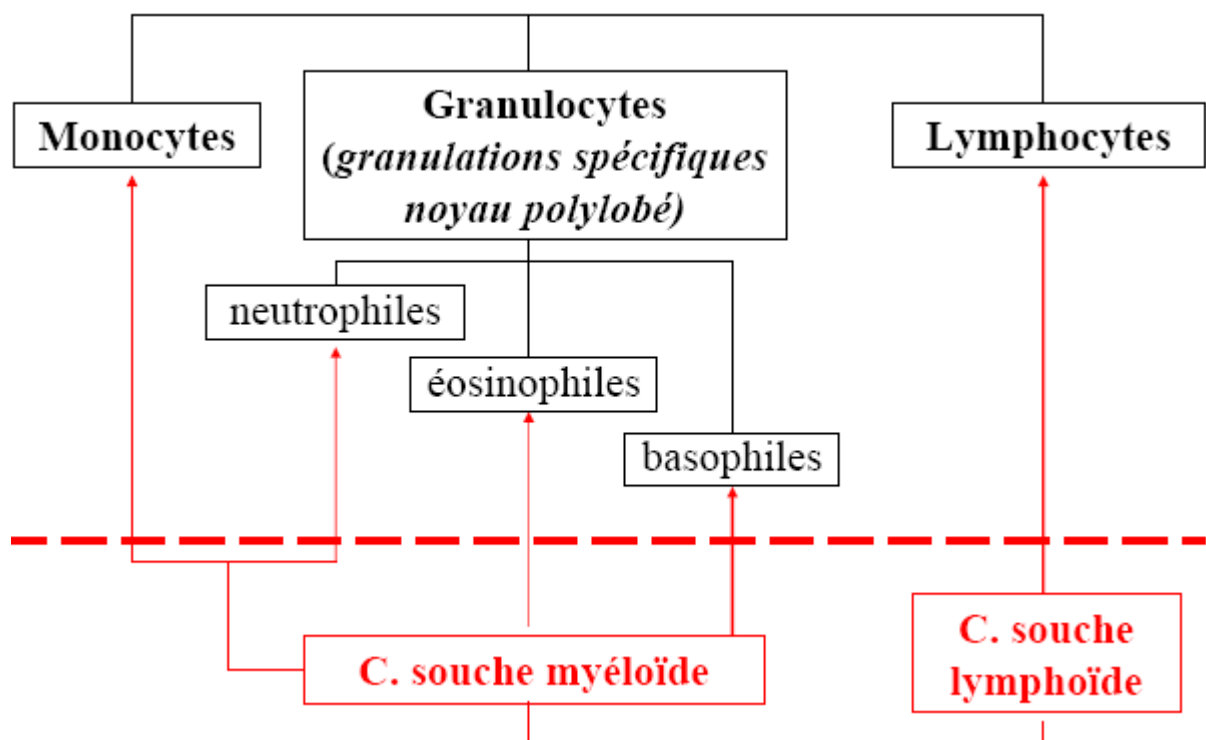 Monocytes
Granulocytes
(granulations spécifiques
noyau polylobé)
Lymphocytes
neutrophiles
éosinophiles
basophiles
C. souche myéloïde
C. souche
lymphoïde